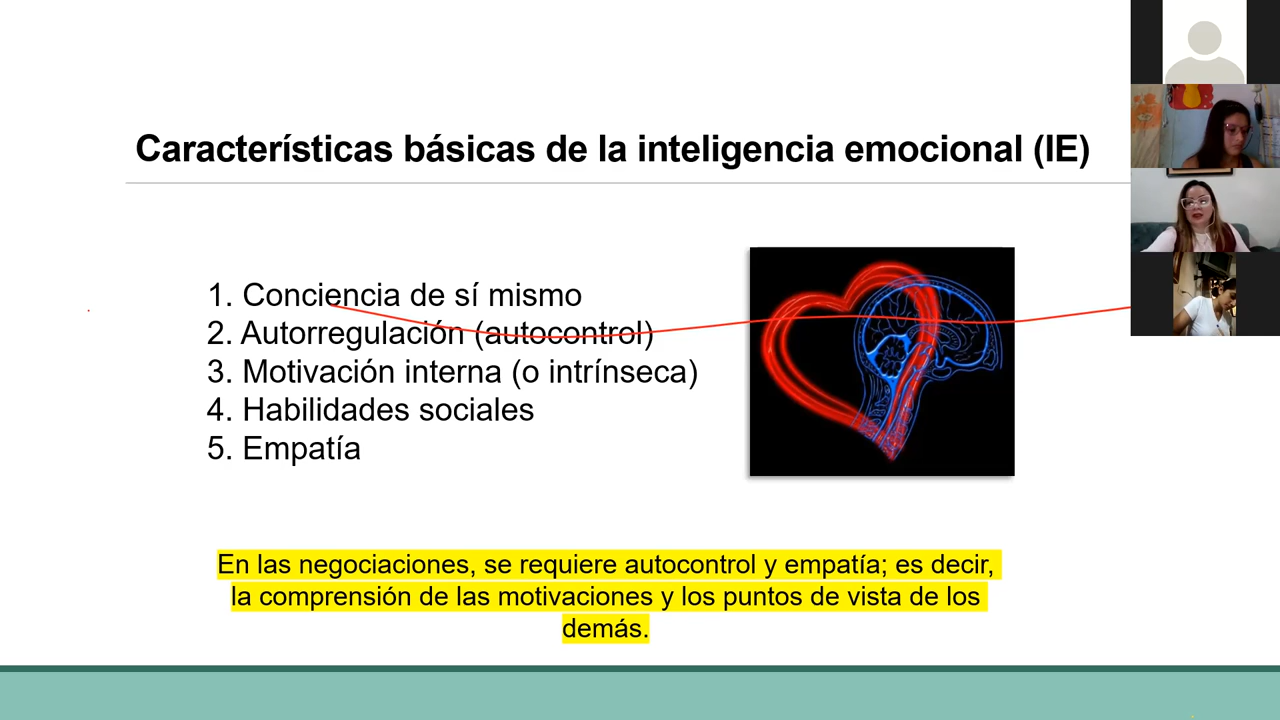 Características básicas de la inteligencia emocional (IE)
1. Conciencia de sí mismo
2. Autorregulación (autocontrol)
3. Motivación interna (o intrínseca)
4. Habilidades sociales
5. Empatía
En las negociaciones, se requiere autocontrol y empatía; es decir,
la comprensión de las motivaciones y los puntos de vista de los
demás.